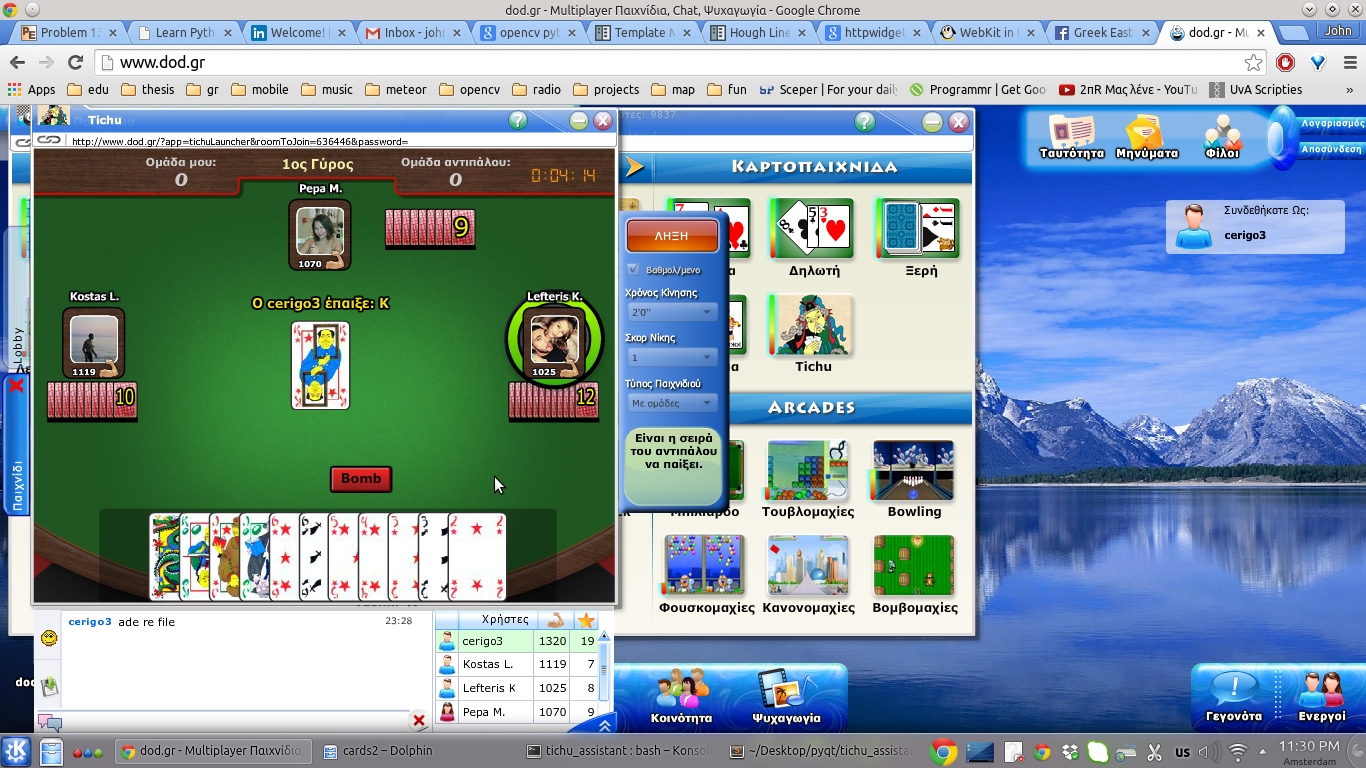 dod.gr - Multiplayer Παιχνίδια, Chat, Ψυχαγωγία - Google Chrome
Problem 13
Learn Pyth
Welcome! |
Inbox - joh
opencv pyt
Template M
Hough Line
httpwidget
WebKit in
Greek East
dod.gr - Mu
John
www.dod.gr
Apps
edu
thesis
gr
mobile
music
meteor
opencv
radio
projects
map
fun
Sceper | For your daily
Programmr | Get Goo
2πR Μας λένε - YouTu
UvA Scripties
»
Tichu
9837
http://www.dod.gr/?app=tichuLauncher&roomToJoin=636446&password=
Ομάδα μου:
0
1ος Γύρος
Ομάδα αντιπάλου:
0
0:04:14
Pepa M.
1070
9
Kostas L.
1119
10
Ο cerigo3 έπαιξε: K
Lefteris K.
1025
12
Bomb
Lobby
Παιχνίδι
ΛΗΞΗ
Βαθμολ/μενο
Χρόνος Κίνησης
2'0"
Σκορ Νίκης
1
Τύπος Παιχνιδιού
Με ομάδες
Είναι η σειρά
του αντιπάλου
να παίξει.
ΚΑΡΤΟΠΑΙΧΝΙΔΑ
Δηλωτή
Ξερή
Tichu
ARCADES
Μπιλιάρδο
Τουβλομαχίες
Bowling
Φουσκομαχίες
Κανονομαχίες
Βομβομαχίες
Ταυτότητα
Μηνύματα
Φίλοι
Λογαριασμός
Αποσύνδεση
Συνδεθήκατε Ως:
cerigo3
cerigo3 ade re file
23:28
Χρήστες
cerigo3 1320 19
Kostas L. 1119 7
Lefteris K 1025 8
Pepa M. 1070 9
dod
Κοινότητα
Ψυχαγωγία
Γεγονότα
Ενεργοί
dod.gr - Multiplayer Παιχνίδια,
cards2 – Dolphin
tichu_assistant : bash – Konso
~/Desktop/pyqt/tichu_assista
us
11:30 PM
Amsterdam